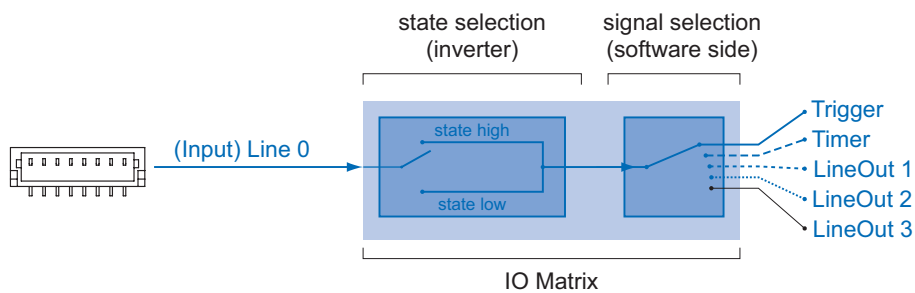 state selection
(inverter)
signal selection
(software side)
(Input) Line 0
state high
state low
Trigger
Timer
LineOut 1
LineOut 2
LineOut 3
IO Matrix